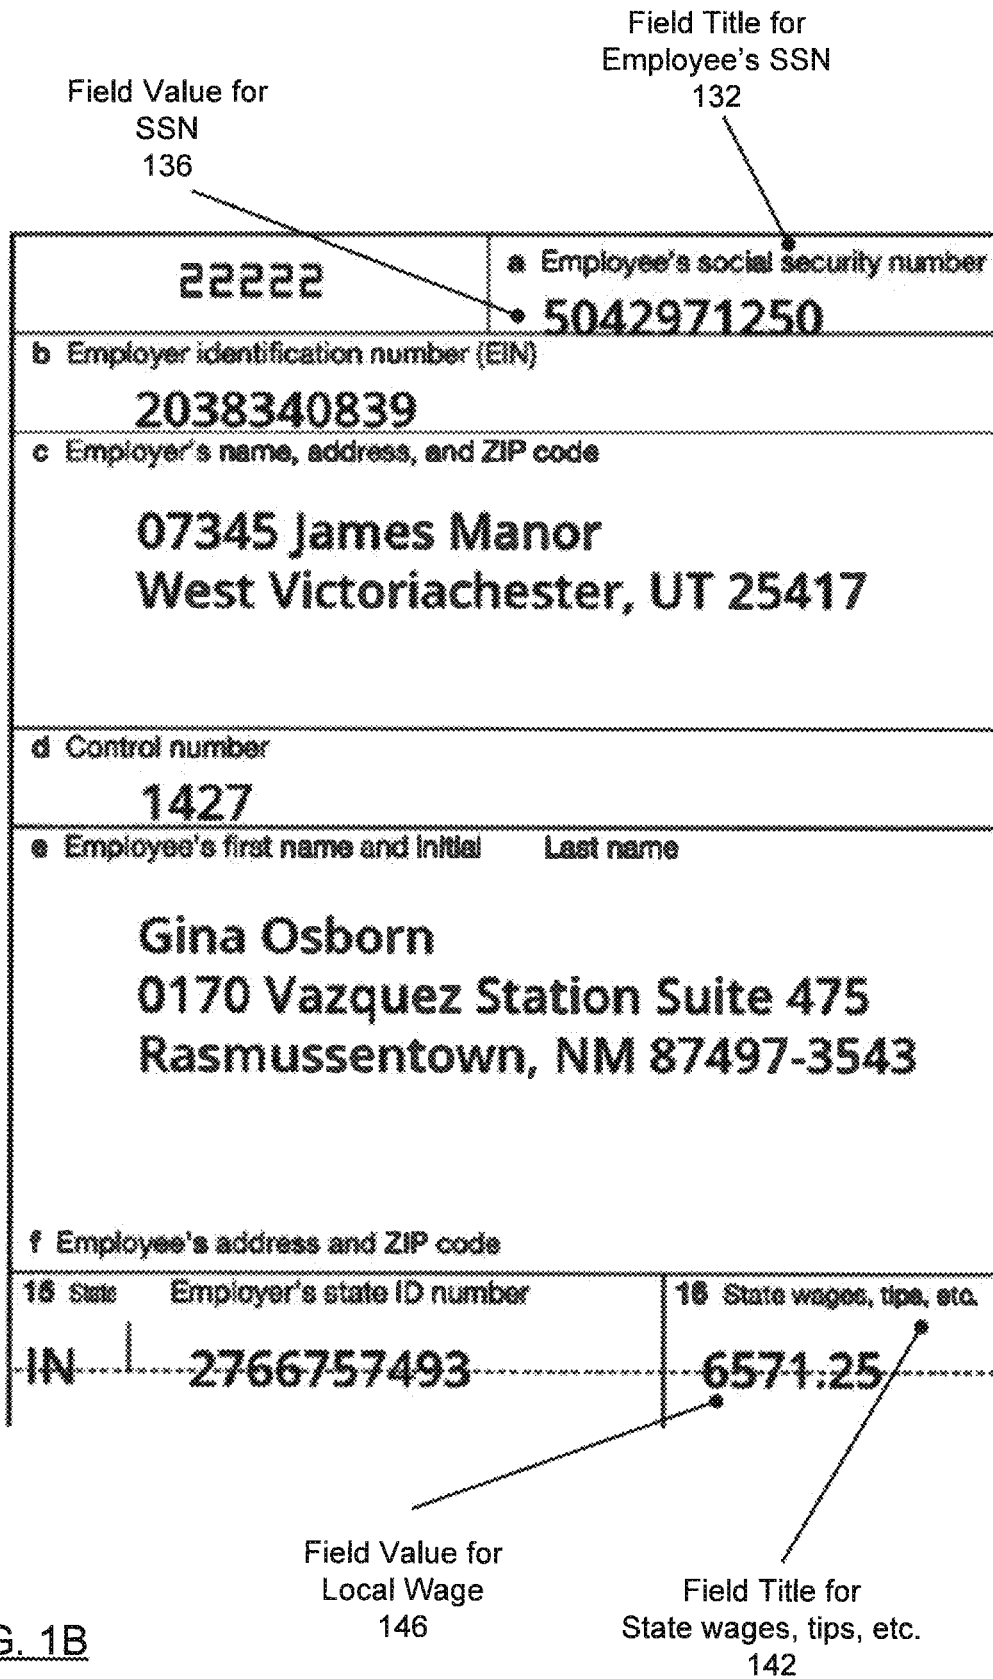 Field Title for
Employee's SSN
132
Field Value for
SSN
136
22222
a Employee's social security number
5042971250
b Employer identification number (EIN)
2038340839
c Employer's name, address, and ZIP code
07345 James Manor
West Victoriachester, UT 25417
d Control number
1427
e Employee's first name and initial Last name
Gina Osborn
0170 Vazquez Station Suite 475
Rasmussentown, NM 87497-3543
f Employee's address and ZIP code
15 State Employer's state ID number
16 State wages, tips, etc.
IN 2766757493 6571.25
Field Value for
Local Wage
146
Field Title for
State wages, tips, etc.
142
G. 1B